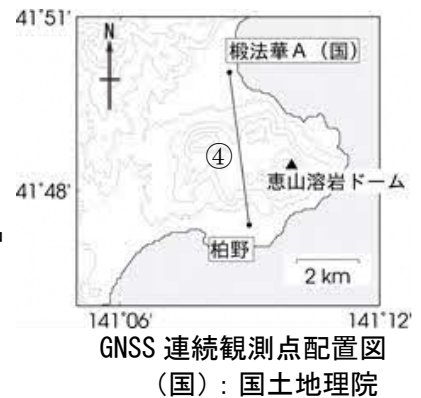 41°51'
N
椴法華A(国)
④
恵山溶岩ドーム
41°48'
柏野
2 km
141°06'
141°12'
GNSS 連続観測点配置図
(国):国土地理院